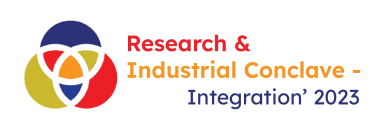 Research &
Industrial Conclave -
Integration’ 2023